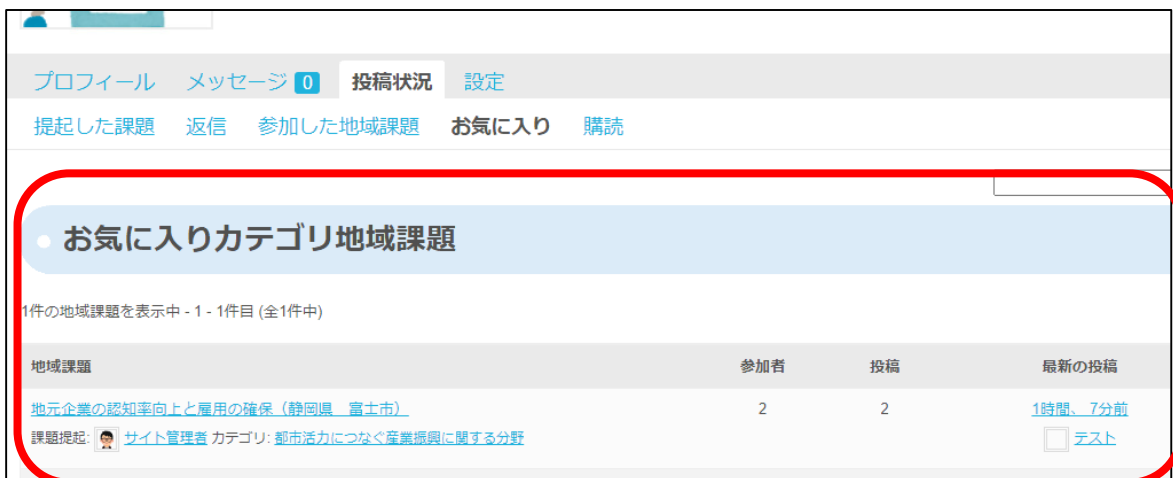 プロフィール メッセージ 0 投稿状況 設定
提起した課題 返信 参加した地域課題 お気に入り 購読
お気に入りカテゴリ地域課題
1件の地域課題を表示中 - 1 - 1件目 (全1件中)
地域課題 参加者 投稿 最新の投稿
地元企業の認知率向上と雇用の確保（静岡県　富士市） 2 2 1時間、 7分前
課題提起: サイト管理者 カテゴリ: 都市活力につなぐ産業振興に関する分野 テスト